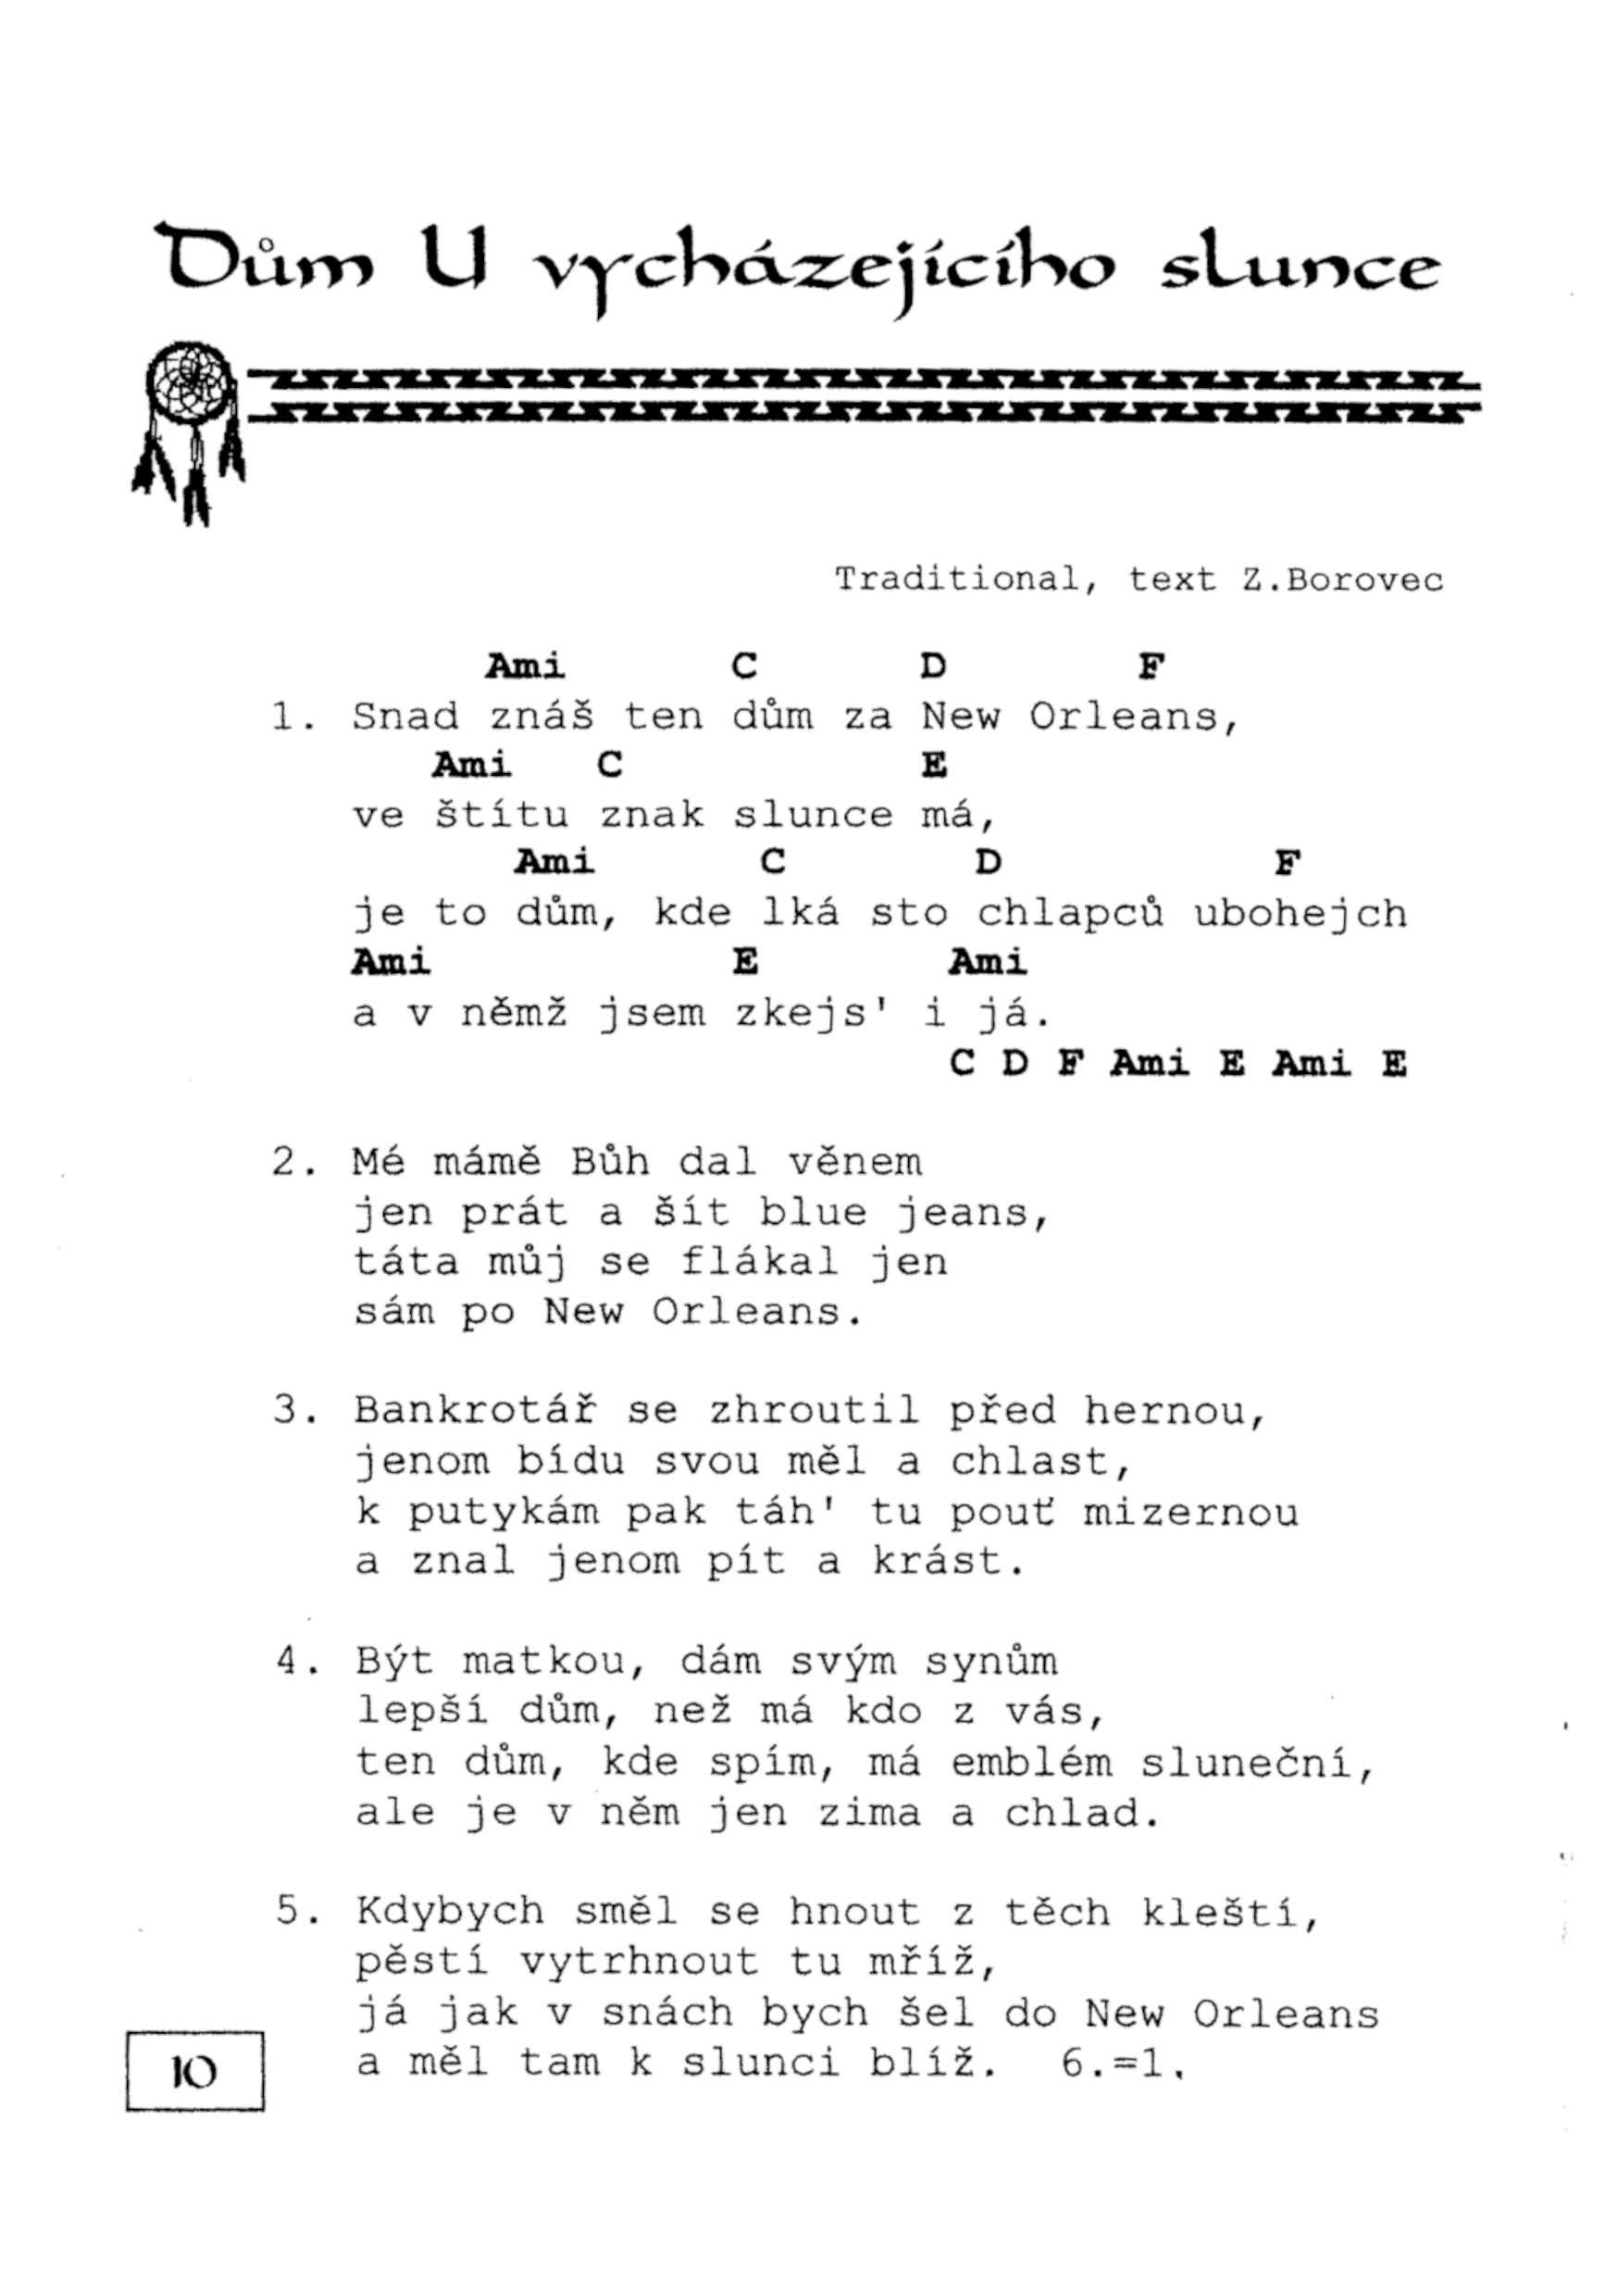 Dům U vycházejícího slunce
Traditional, text Z.Borovec
Ami C D F
1. Snad znáš ten dům za New Orleans,
Ami C E
ve štítu znak slunce má,
Ami C D F
je to dům, kde lká sto chlapců ubohejch
Ami E Ami
a v němž jsem zkejs' i já.
C D F Ami E Ami E
2. Mé mámě Bůh dal věnem
jen prát a šít blue jeans,
táta můj se flákal jen
sám po New Orleans.
3. Bankrotář se zhroutil před hernou,
jenom bídu svou měl a chlast,
k putykám pak táh' tu pouť mizernou
a znal jenom pít a krást.
4. Být matkou, dám svým synům
lepší dům, než má kdo z vás,
ten dům, kde spím, má emblém sluneční,
ale je v něm jen zima a chlad.
5. Kdybych směl se hnout z těch kleští,
pěstí vytrhnout tu mříž,
já jak v snách bych šel do New Orleans
a měl tam k slunci blíž. 6.=1.
10